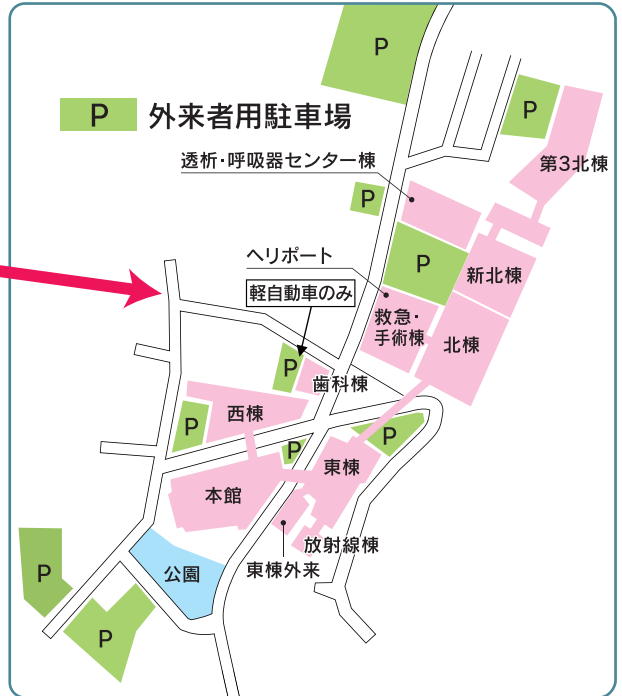 P
P 外来者用駐車場
P
透析・呼吸器センター棟
第3北棟
P
ヘリポート
P
新北棟
軽自動車のみ
救急・
手術棟
北棟
P
歯科棟
西棟
P
P
P
東棟
本館
放射線棟
東棟外来
公園
P
P